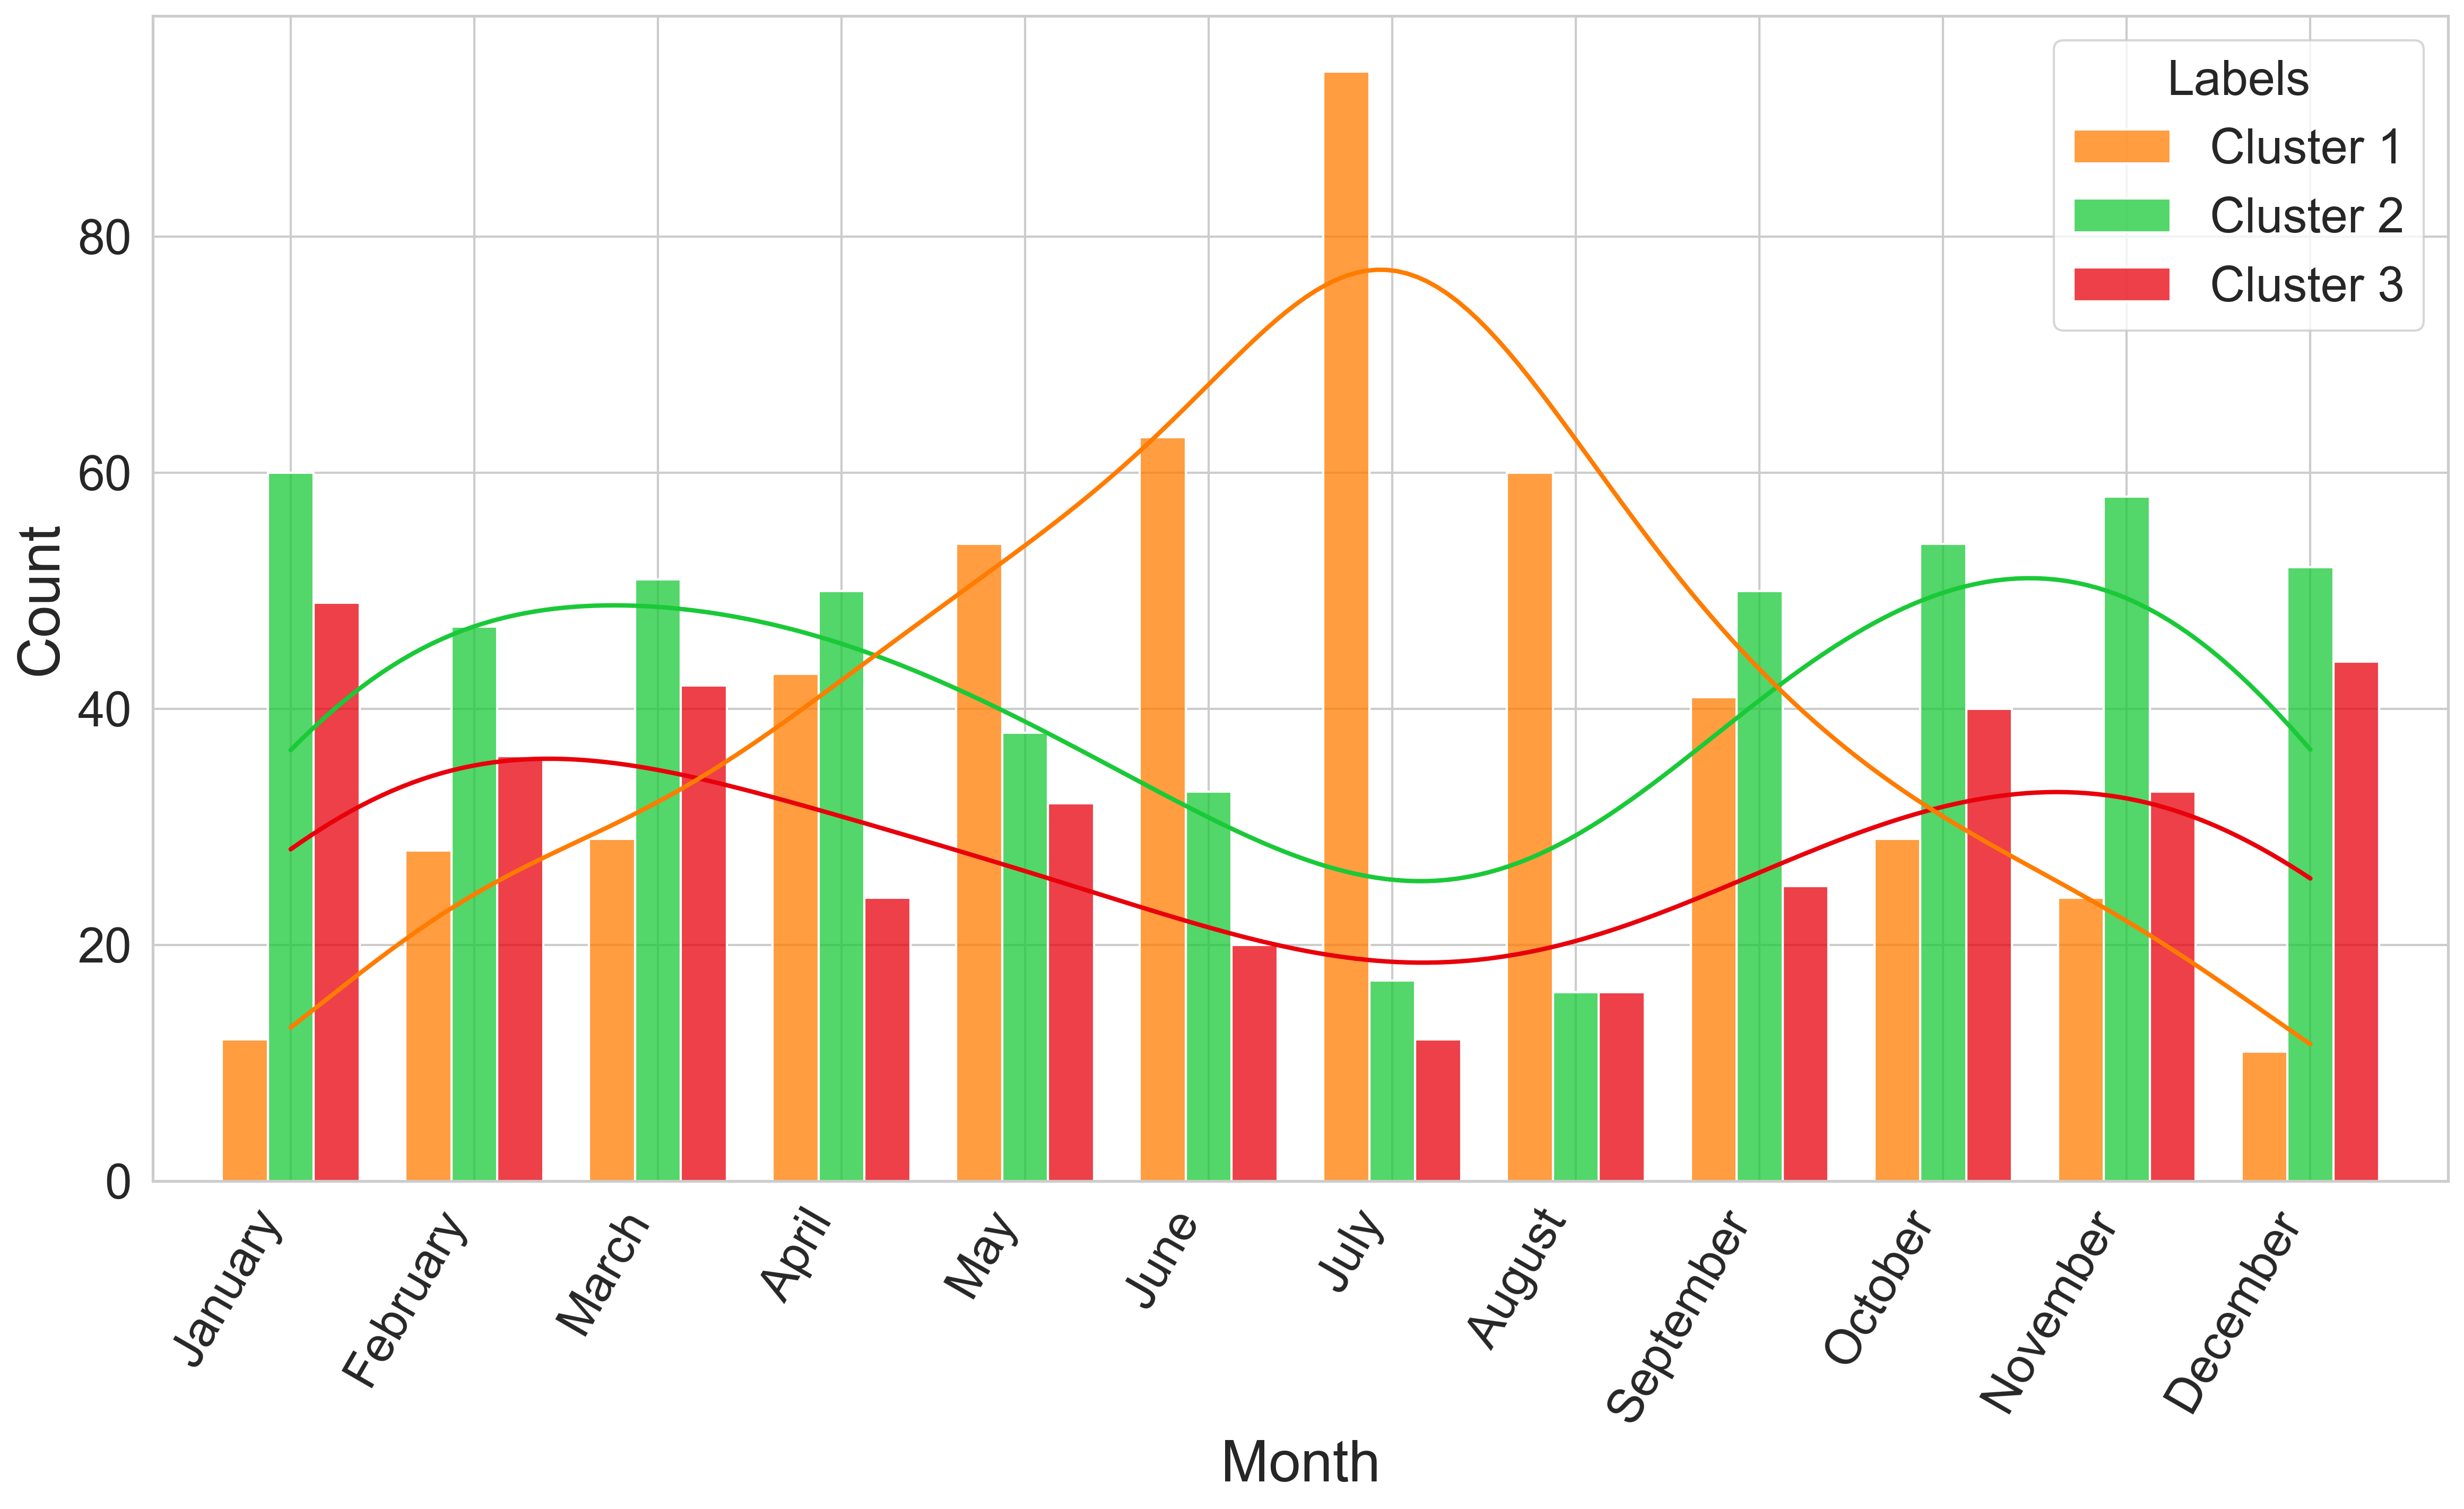 Labels
Cluster 1
Cluster 2
Cluster 3
Count
80
60
40
20
0
January
February
March
April
May
June
July
August
September
October
November
December
Month